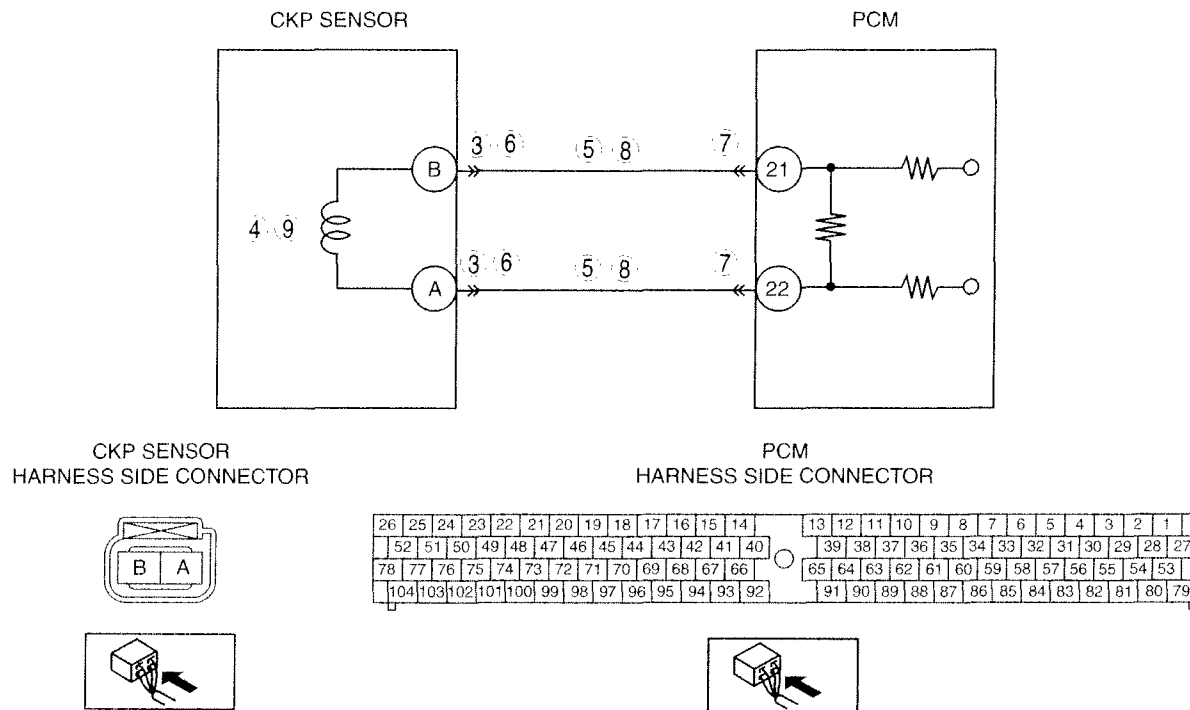 CKP SENSOR
PCM
3 6 5 8 7
B 21
4 9
3 6 5 8 7
A 22
CKP SENSOR
HARNESS SIDE CONNECTOR
PCM
HARNESS SIDE CONNECTOR
B A
26 25 24 23 22 21 20 19 18 17 16 15 14 13 12 11 10 9 8 7 6 5 4 3 2 1
52 51 50 49 48 47 46 45 44 43 42 41 40 39 38 37 36 35 34 33 32 31 30 29 28 27
78 77 76 75 74 73 72 71 70 69 68 67 66 65 64 63 62 61 60 59 58 57 56 55 54 53
104 103 102 101 100 99 98 97 96 95 94 93 92 91 90 89 88 87 86 85 84 83 82 81 80 79